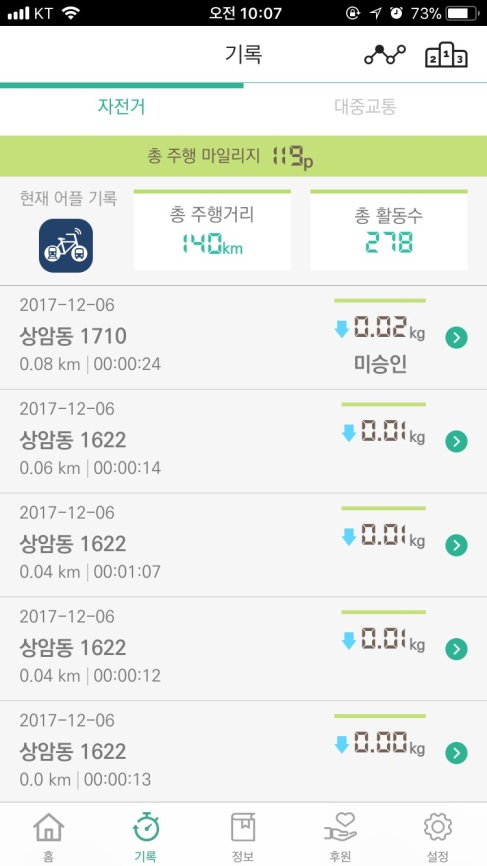 KT 오전 10:07 73%
기록
2 1 3
자전거 대중교통
총 주행 마일리지 119p
현재 어플 기록
총 주행거리
140km
총 활동수
278
2017-12-06
상암동 1710
0.08 km | 00:00:24
0.02kg
미승인
2017-12-06
상암동 1622
0.06 km | 00:00:14
0.01kg
2017-12-06
상암동 1622
0.04 km | 00:01:07
0.01kg
2017-12-06
상암동 1622
0.04 km | 00:00:12
0.01kg
2017-12-06
상암동 1622
0.0 km | 00:00:13
0.00kg
홈 기록 정보 후원 설정